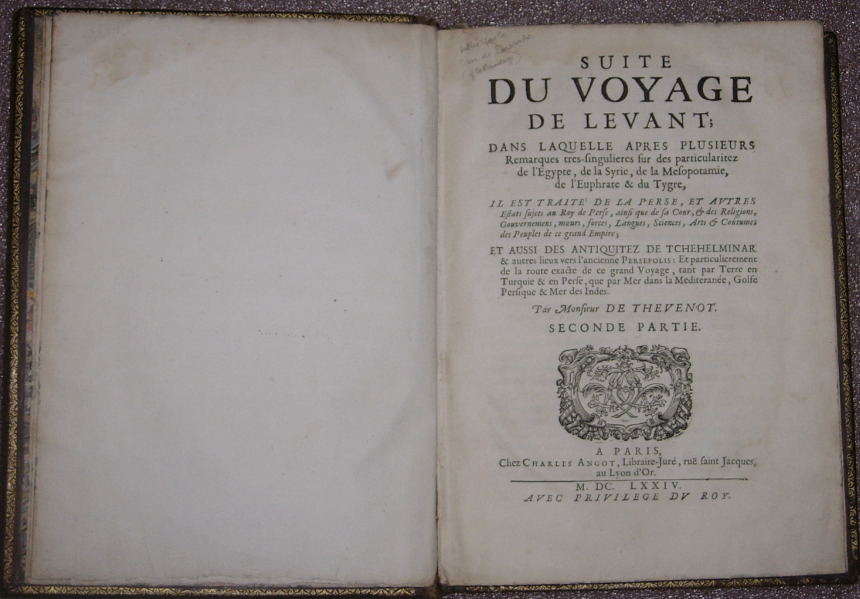 SUITE
DU VOYAGE
DE LEVANT;
DANS LAQUELLE APRES PLUSIEURS
Remarques tres-singulieres sur des particularitez
de l'Egypte, de la Syrie, de la Mesopotamie,
de l'Euphrate & du Tygre,
IL EST TRAITÉ DE LA PERSE, ET AVTRES
Estats sujets au Roy de Perse, ainsi que de sa Cour, & des Religions,
Gouvernemens, mœurs, forces, Langues, Sciences, Arts & Coutumes
des Peuples de ce grand Empire;
ET AUSSI DES ANTIQUITEZ DE TCHEHELMINAR
& autres lieux vers l'ancienne PERSEPOLIS: Et particulierement
de la route exacte de ce grand Voyage, tant par Terre en
Turquie & en Perse, que par Mer dans la Mediteranée, Golfe
Persique & Mer des Indes.
Par Monsieur DE THEVENOT.
SECONDE PARTIE.
A PARIS,
Chez CHARLES ANGOT, Libraire-Juré, ruë saint Jacques,
au Lyon d'Or.
M. DC. LXXIV.
AVEC PRIVILEGE DV ROY.